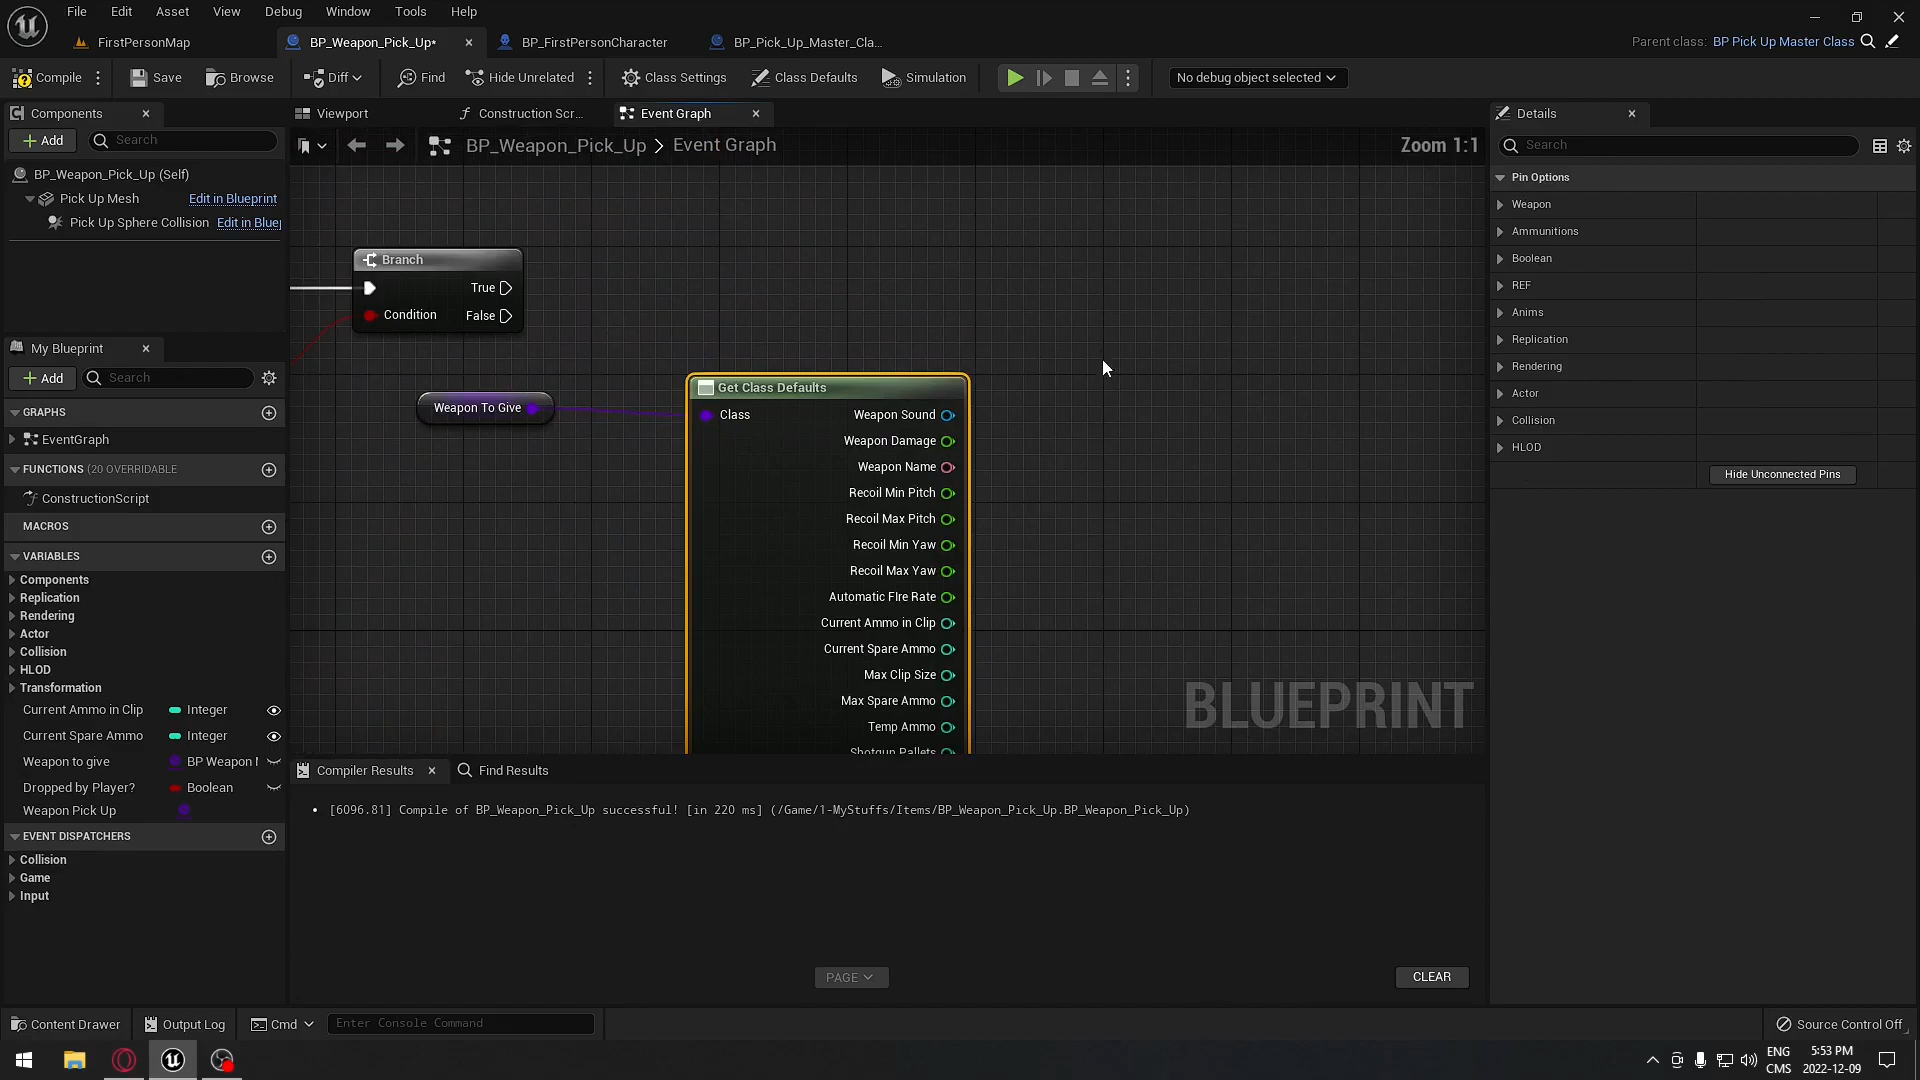 File Edit Asset View Debug Window Tools Help
FirstPersonMap
BP_Weapon_Pick_Up*
BP_FirstPersonCharacter
BP_Pick_Up_Master_Cla...
Parent class: BP Pick Up Master Class
Compile
Save
Browse
Diff
Find
Hide Unrelated
Class Settings
Class Defaults
Simulation
No debug object selected
Components
Viewport
Construction Scr...
Event Graph
Details
Add
Search
BP_Weapon_Pick_Up > Event Graph
Zoom 1:1
Search
BP_Weapon_Pick_Up (Self)
Pick Up Mesh Edit in Blueprint
Pick Up Sphere Collision Edit in Blue
Pin Options
Weapon
Ammunitions
Boolean
REF
Anims
Replication
Rendering
Actor
Collision
HLOD
Hide Unconnected Pins
Branch
True
Condition False
Weapon To Give
Get Class Defaults
Class Weapon Sound
Weapon Damage
Weapon Name
Recoil Min Pitch
Recoil Max Pitch
Recoil Min Yaw
Recoil Max Yaw
Automatic FIre Rate
Current Ammo in Clip
Current Spare Ammo
Max Clip Size
Max Spare Ammo
Temp Ammo
Shotgun Pallets
BLUEPRINT
My Blueprint
Add
Search
GRAPHS
EventGraph
FUNCTIONS (20 OVERRIDABLE
ConstructionScript
MACROS
VARIABLES
Components
Replication
Rendering
Actor
Collision
HLOD
Transformation
Current Ammo in Clip Integer
Current Spare Ammo Integer
Weapon to give BP Weapon
Dropped by Player? Boolean
Weapon Pick Up
EVENT DISPATCHERS
Collision
Game
Input
Compiler Results
Find Results
[6096.81] Compile of BP_Weapon_Pick_Up successful! [in 220 ms] (/Game/1-MyStuffs/Items/BP_Weapon_Pick_Up.BP_Weapon_Pick_Up)
PAGE
CLEAR
Content Drawer
Output Log
Cmd
Enter Console Command
Source Control Off
ENG
CMS
5:53 PM
2022-12-09